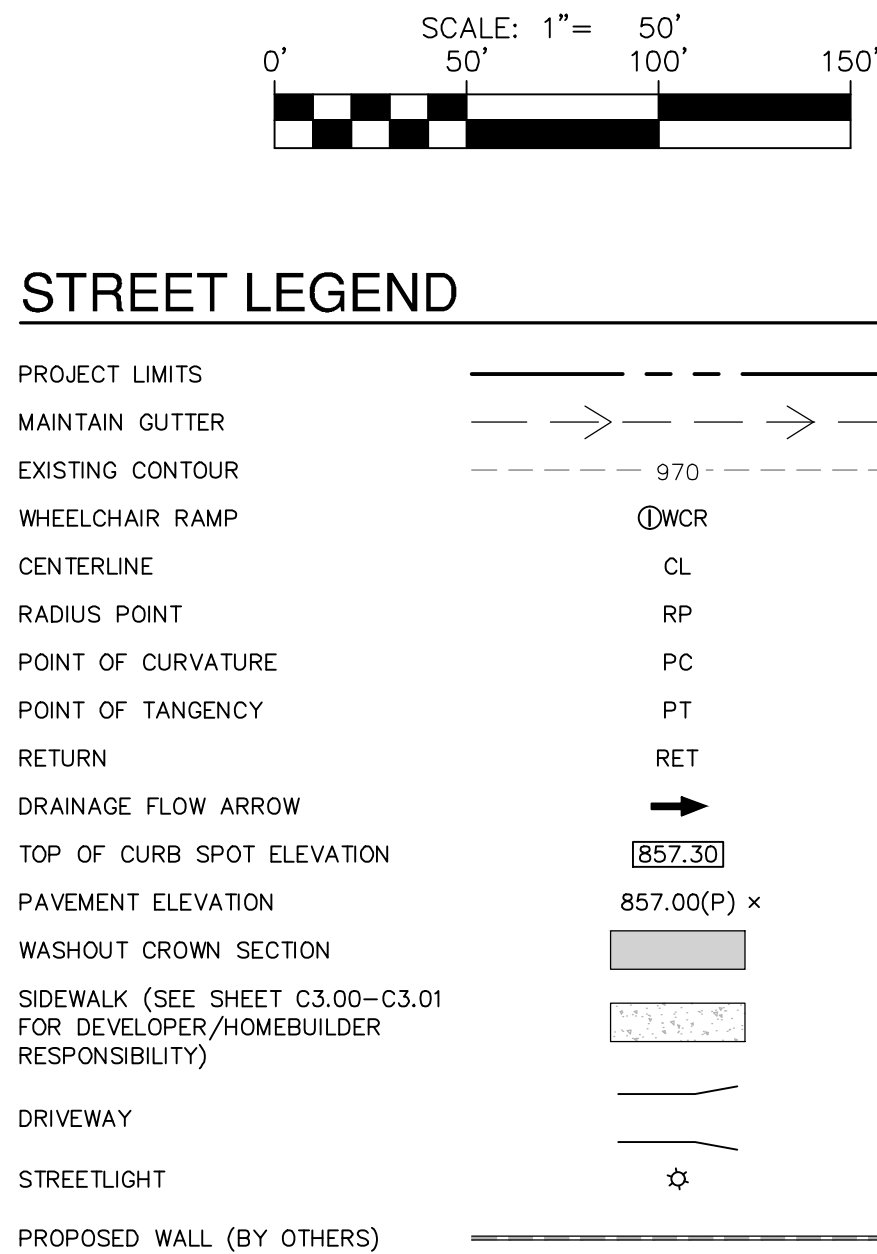 SCALE: 1"= 50'
0' 50' 100' 150'
STREET LEGEND
PROJECT LIMITS
MAINTAIN GUTTER
EXISTING CONTOUR 970
WHEELCHAIR RAMP WCR
CENTERLINE CL
RADIUS POINT RP
POINT OF CURVATURE PC
POINT OF TANGENCY PT
RETURN RET
DRAINAGE FLOW ARROW
TOP OF CURB SPOT ELEVATION 857.30
PAVEMENT ELEVATION 857.00(P) ×
WASHOUT CROWN SECTION
SIDEWALK (SEE SHEET C3.00-C3.01
FOR DEVELOPER/HOMEBUILDER
RESPONSIBILITY)
DRIVEWAY
STREETLIGHT
PROPOSED WALL (BY OTHERS)